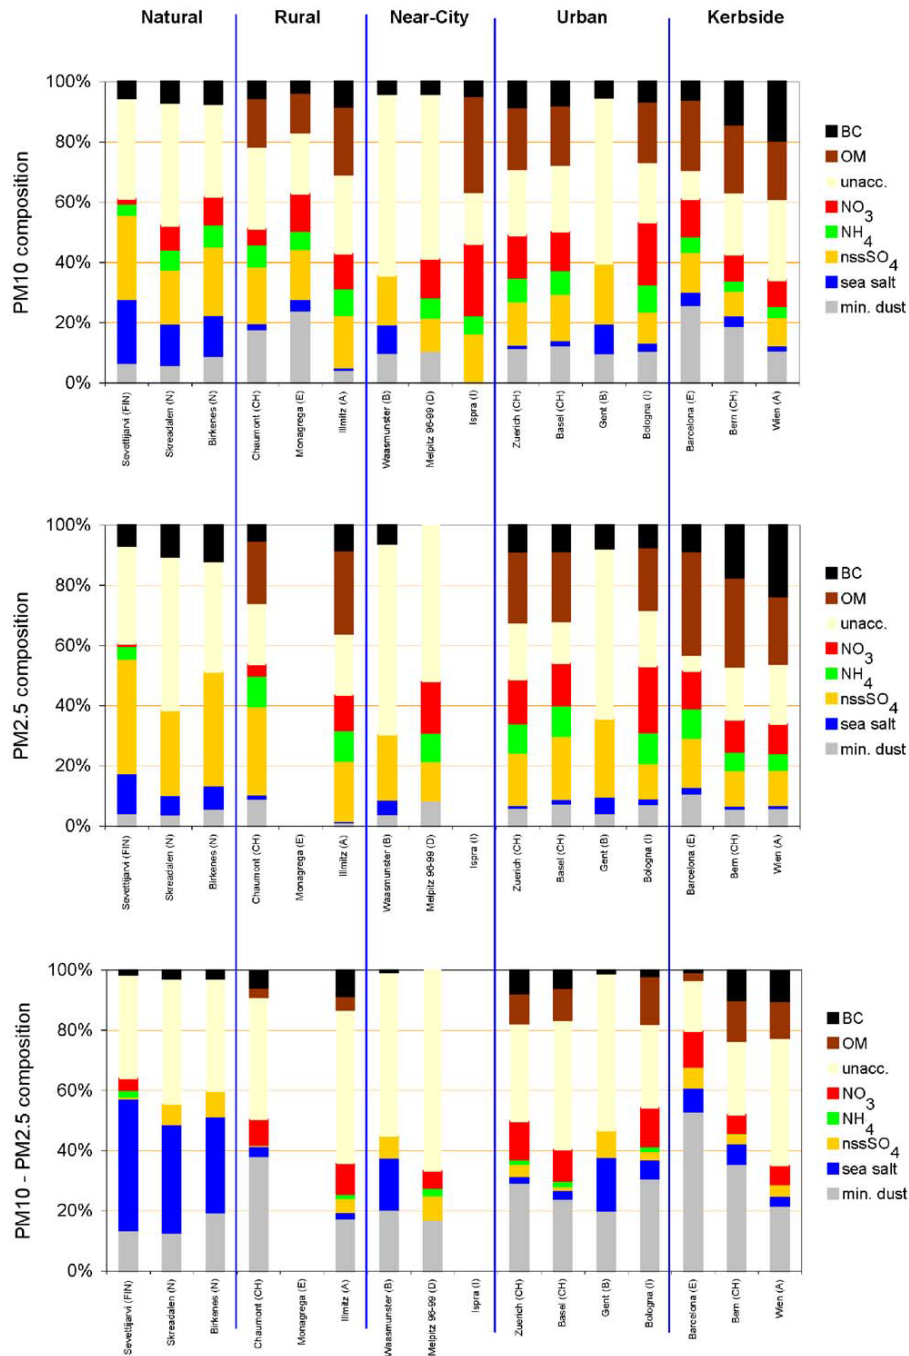 Natural Rural Near-City Urban Kerbside
PM10 composition
100%
80%
60%
40%
20%
0%
Sevettijarvi (FIN)
Skreadalen (N)
Birkenes (N)
Chaumont (CH)
Monagrega (E)
Illmitz (A)
Waasmunster (B)
Melpitz 96-99 (D)
Ispra (I)
Zuerich (CH)
Basel (CH)
Gent (B)
Bologna (I)
Barcelona (E)
Bern (CH)
Wien (A)
BC
OM
unacc.
NO3
NH4
nssSO4
sea salt
min. dust
PM2.5 composition
100%
80%
60%
40%
20%
0%
Sevettijarvi (FIN)
Skreadalen (N)
Birkenes (N)
Chaumont (CH)
Monagrega (E)
Illmitz (A)
Waasmunster (B)
Melpitz 96-99 (D)
Ispra (I)
Zuerich (CH)
Basel (CH)
Gent (B)
Bologna (I)
Barcelona (E)
Bern (CH)
Wien (A)
BC
OM
unacc.
NO3
NH4
nssSO4
sea salt
min. dust
PM10 - PM2.5 composition
100%
80%
60%
40%
20%
0%
Sevettijarvi (FIN)
Skreadalen (N)
Birkenes (N)
Chaumont (CH)
Monagrega (E)
Illmitz (A)
Waasmunster (B)
Melpitz 96-99 (D)
Ispra (I)
Zuerich (CH)
Basel (CH)
Gent (B)
Bologna (I)
Barcelona (E)
Bern (CH)
Wien (A)
BC
OM
unacc.
NO3
NH4
nssSO4
sea salt
min. dust